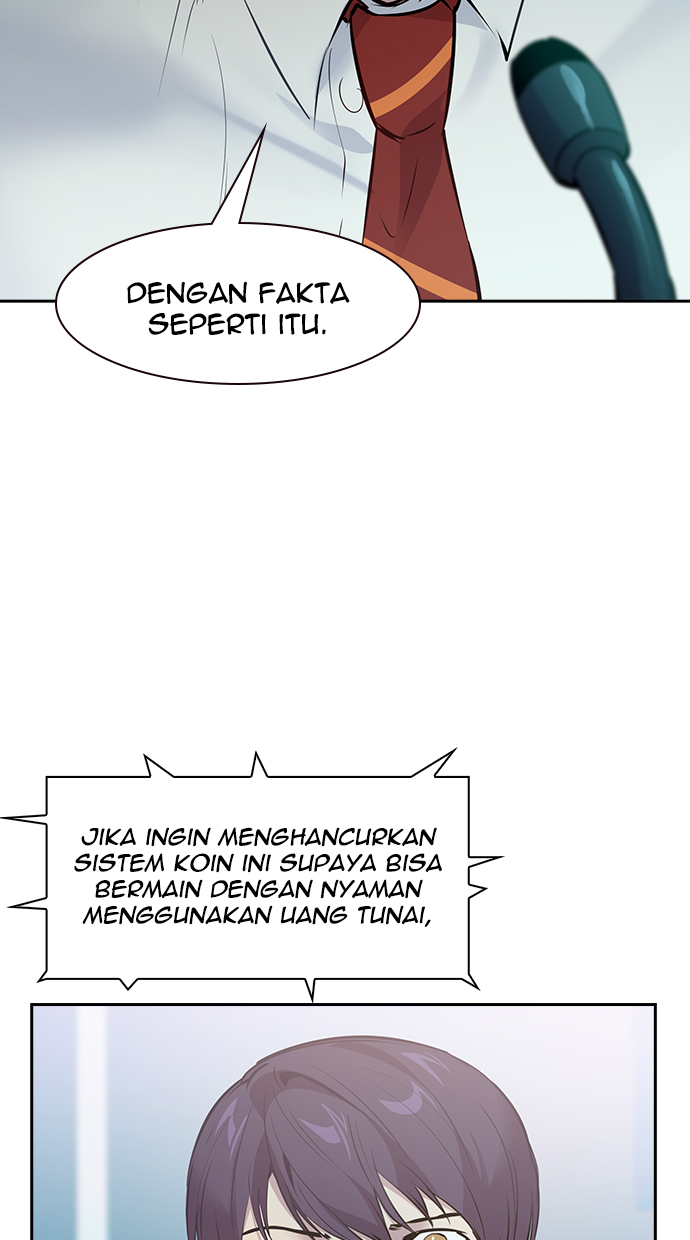 DENGAN FAKTA
SEPERTI ITU.
JIKA INGIN MENGHANCURKAN
SISTEM KOIN INI SUPAYA BISA
BERMAIN DENGAN NYAMAN
MENGGUNAKAN UANG TUNAI,